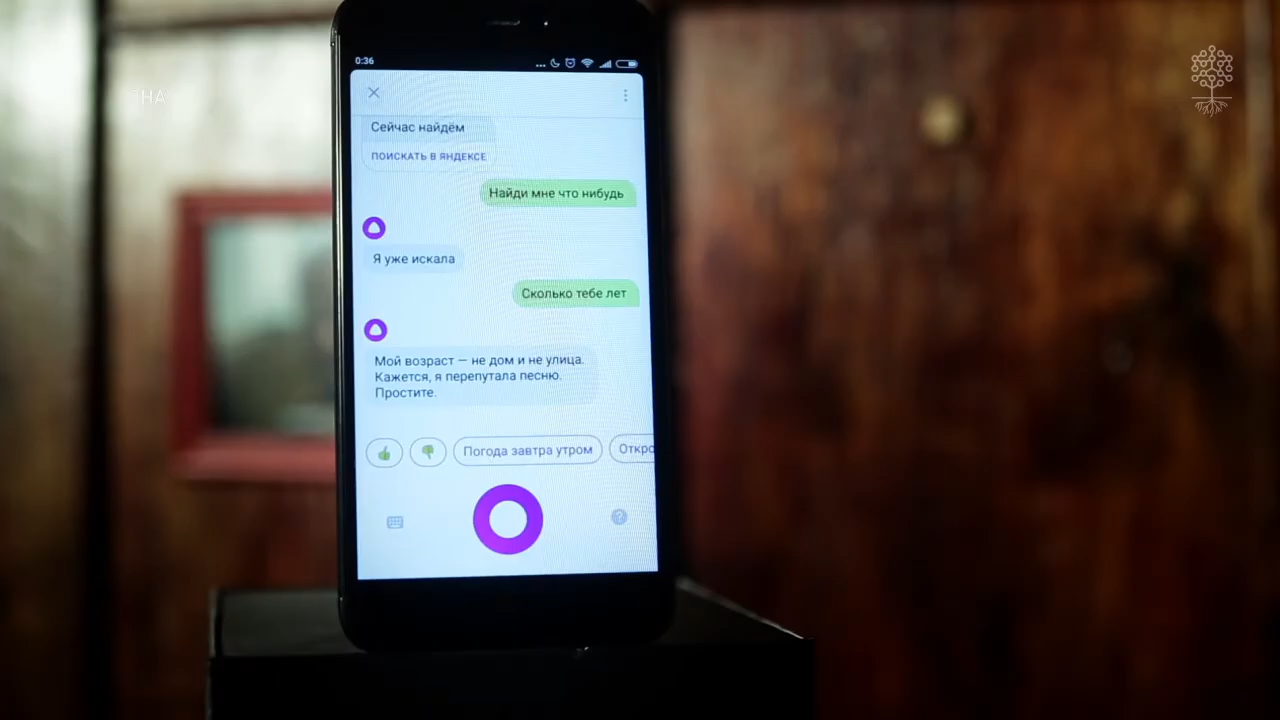 0:36
Сейчас найдём
ПОИСКАТЬ В ЯНДЕКСЕ
Найди мне что нибудь
Я уже искала
Сколько тебе лет
Мой возраст — не дом и не улица.
Кажется, я перепутала песню.
Простите.
Погода завтра утром
Откро